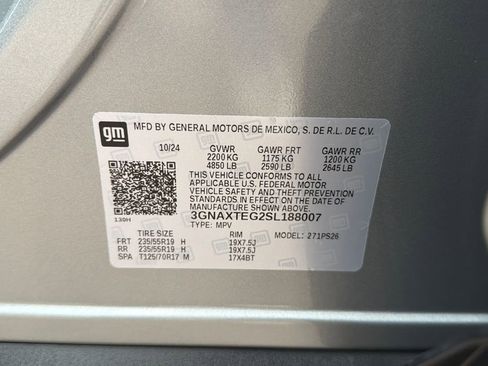 gm
MFD BY GENERAL MOTORS DE MEXICO, S. DE R.L. DE C.V.
10/24 GVWR GAWR FRT GAWR RR
2200 KG 1175 KG 1200 KG
4850 LB 2590 LB 2645 LB
THIS VEHICLE CONFORMS TO ALL
APPLICABLE U.S. FEDERAL MOTOR
VEHICLE SAFETY AND THEFT PREVENTION
STANDARDS IN EFFECT ON THE DATE OF
MANUFACTURE SHOWN ABOVE
3GNAXTEG2SL188007
130H TYPE: MPV
TIRE SIZE RIM MODEL: 271PS26
FRT 235/55R19 H 19X7.5J
RR 235/55R19 H 19X7.5J
SPA T125/70R17 M 17X4BT